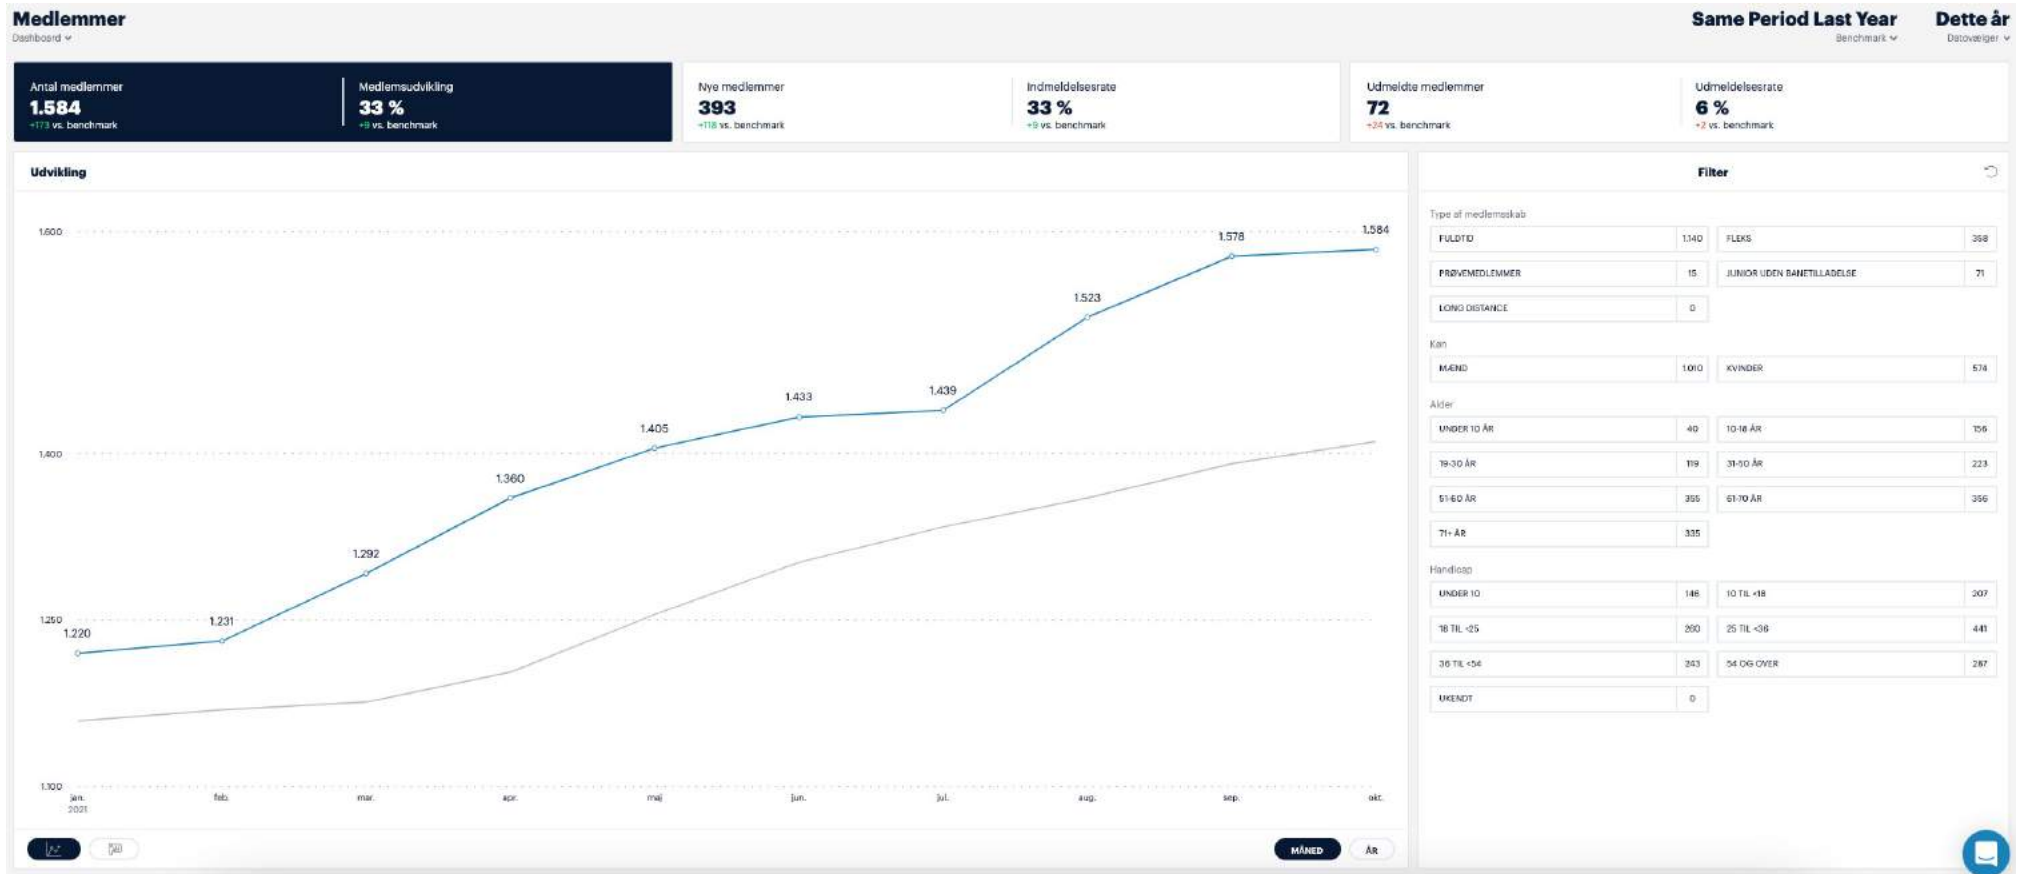 Medlemmer
Dashboard
Same Period Last Year
Benchmark
Dette år
Datovælger
Antal medlemmer
1.584
+173 vs. benchmark
Medlemsudvikling
33 %
+9 vs. benchmark
Nye medlemmer
393
+118 vs. benchmark
Indmeldelsesrate
33 %
+9 vs. benchmark
Udmeldte medlemmer
72
+24 vs. benchmark
Udmeldelsesrate
6 %
+2 vs. benchmark
Udvikling
1.600
1.400
1.250
1.100
1.220
1.231
1.292
1.360
1.405
1.433
1.439
1.523
1.578
1.584
jan. feb. mar. apr. maj jun. jul. aug. sep. okt.
2021
MÅNED ÅR
Filter
Type af medlemsskab
FULDTID 1.140 FLEKS 358
PRØVEMEDLEMMER 15 JUNIOR UDEN BANETILLADELSE 71
LONG DISTANCE 0
Køn
MÆND 1.010 KVINDER 574
Alder
UNDER 10 ÅR 40 10-18 ÅR 156
19-30 ÅR 119 31-50 ÅR 223
51-60 ÅR 355 61-70 ÅR 356
71+ ÅR 335
Handicap
UNDER 10 146 10 TIL <18 207
18 TIL <25 260 25 TIL <36 441
36 TIL <54 243 54 OG OVER 287
UKENDT 0